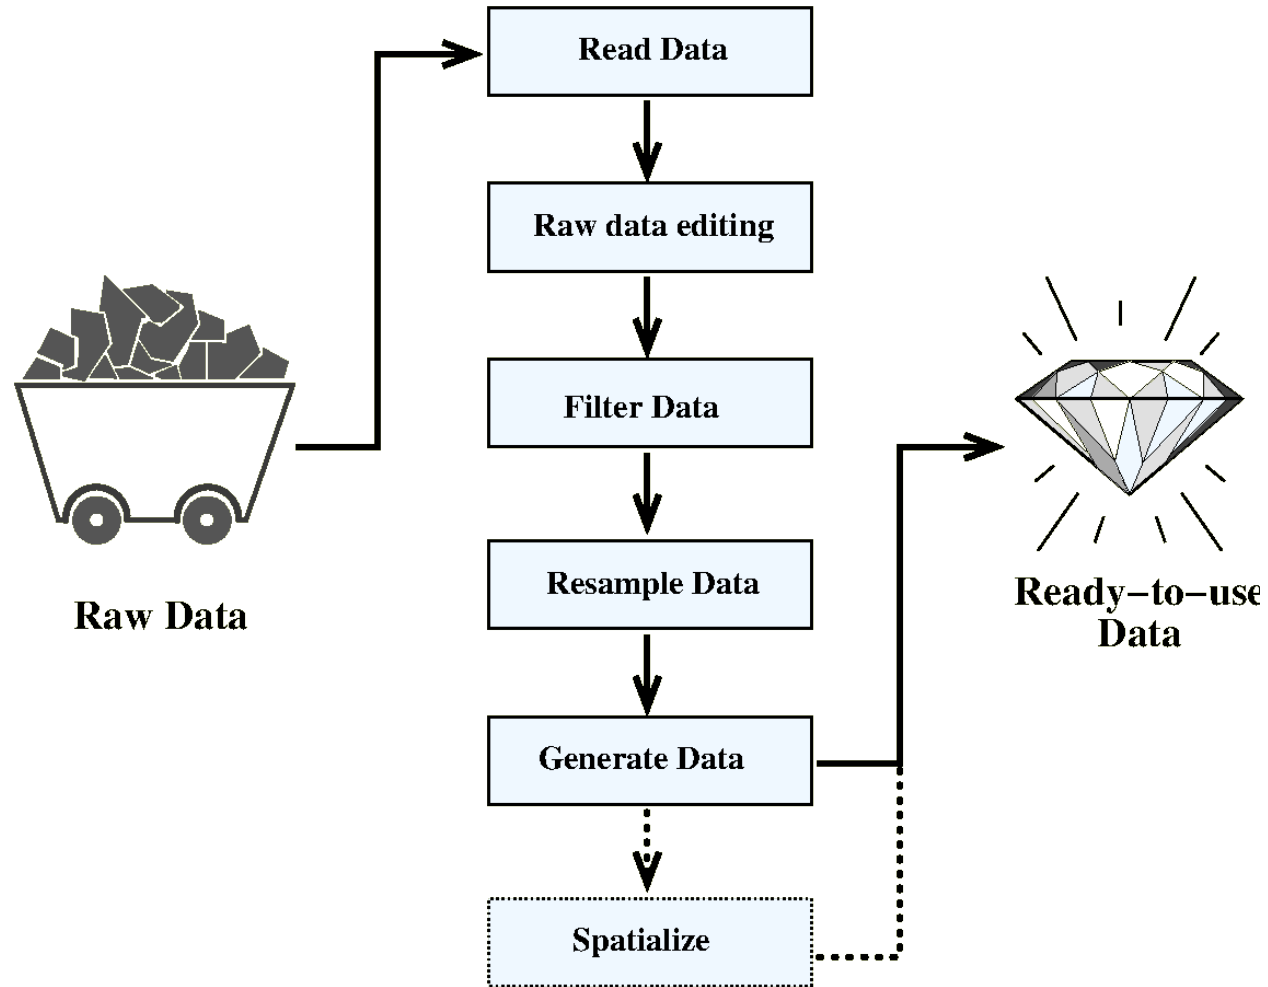 Read Data
Raw data editing
Filter Data
Resample Data
Generate Data
Spatialize
Raw Data
Ready-to-use
Data